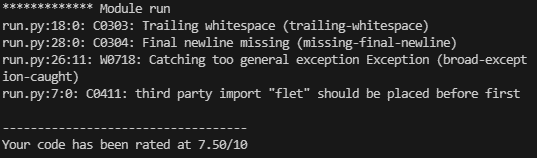 ************* Module run
run.py:18:0: C0303: Trailing whitespace (trailing-whitespace)
run.py:28:0: C0304: Final newline missing (missing-final-newline)
run.py:26:11: W0718: Catching too general exception Exception (broad-except
ion-caught)
run.py:7:0: C0411: third party import "flet" should be placed before first

-----------------------------------
Your code has been rated at 7.50/10